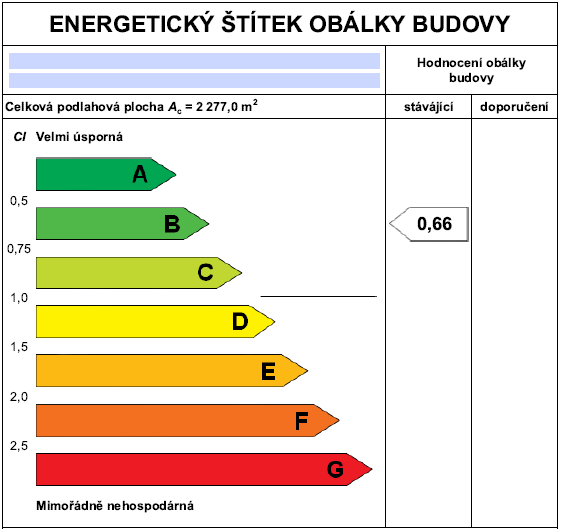 ENERGETICKÝ ŠTÍTEK OBÁLKY BUDOVY
Hodnocení obálky
budovy
Celková podlahová plocha Ac = 2 277,0 m²
stávající
doporučení
CI Velmi úsporná
A
0,5
B
0,66
0,75
C
1,0
D
1,5
E
2,0
F
2,5
G
Mimořádně nehospodárná